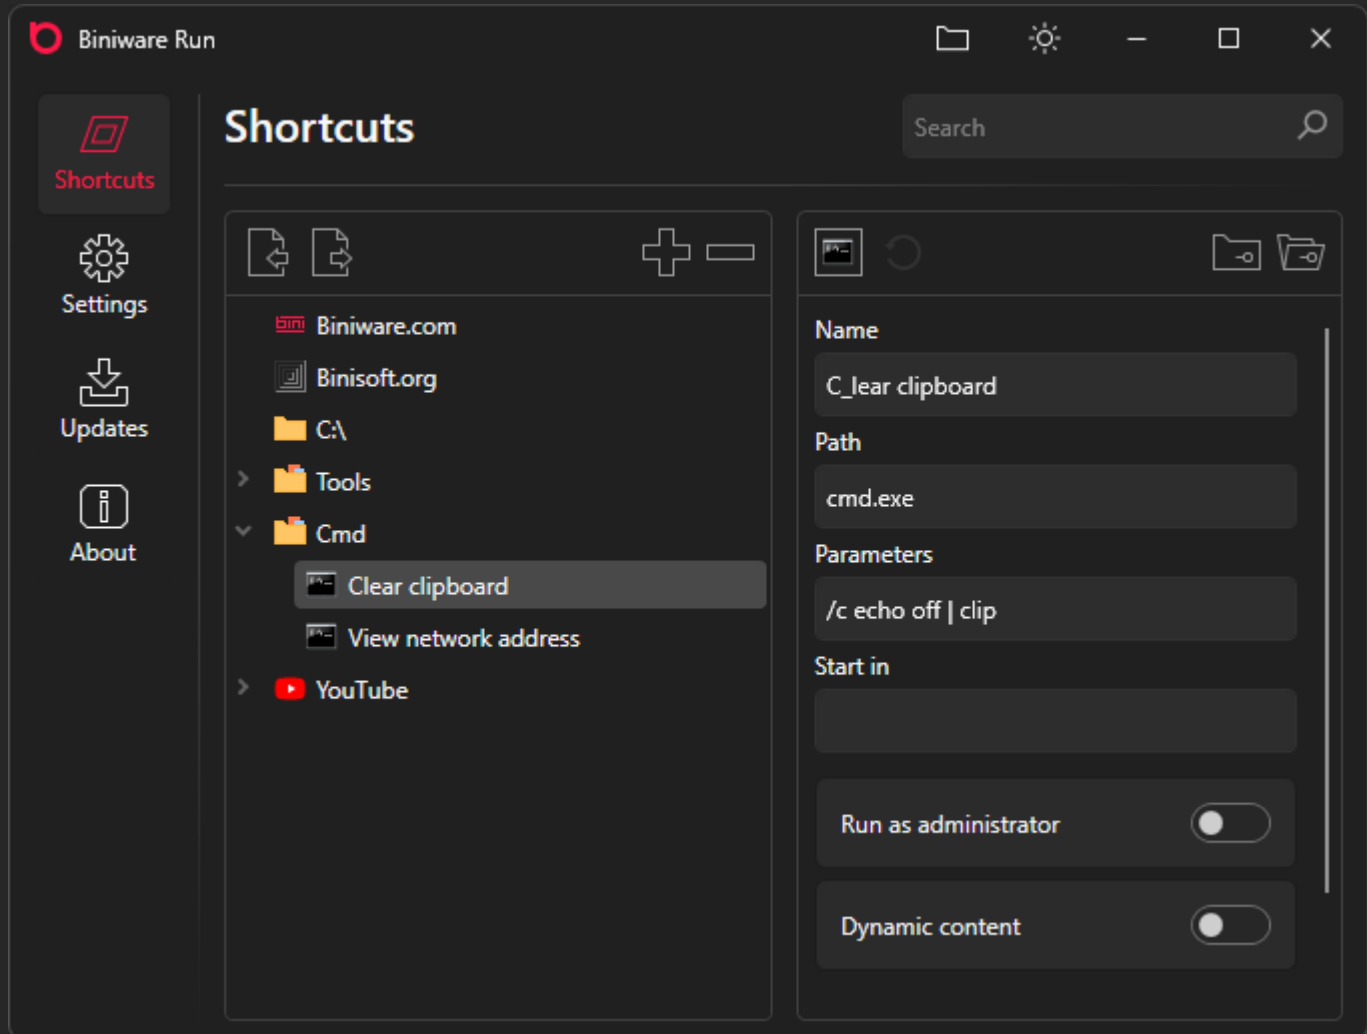 Biniware Run
Shortcuts
Settings
Updates
About
Shortcuts
Search
bini Biniware.com
Binisoft.org
C:\
Tools
Cmd
Clear clipboard
View network address
YouTube
Name
C_lear clipboard
Path
cmd.exe
Parameters
/c echo off | clip
Start in
Run as administrator
Dynamic content